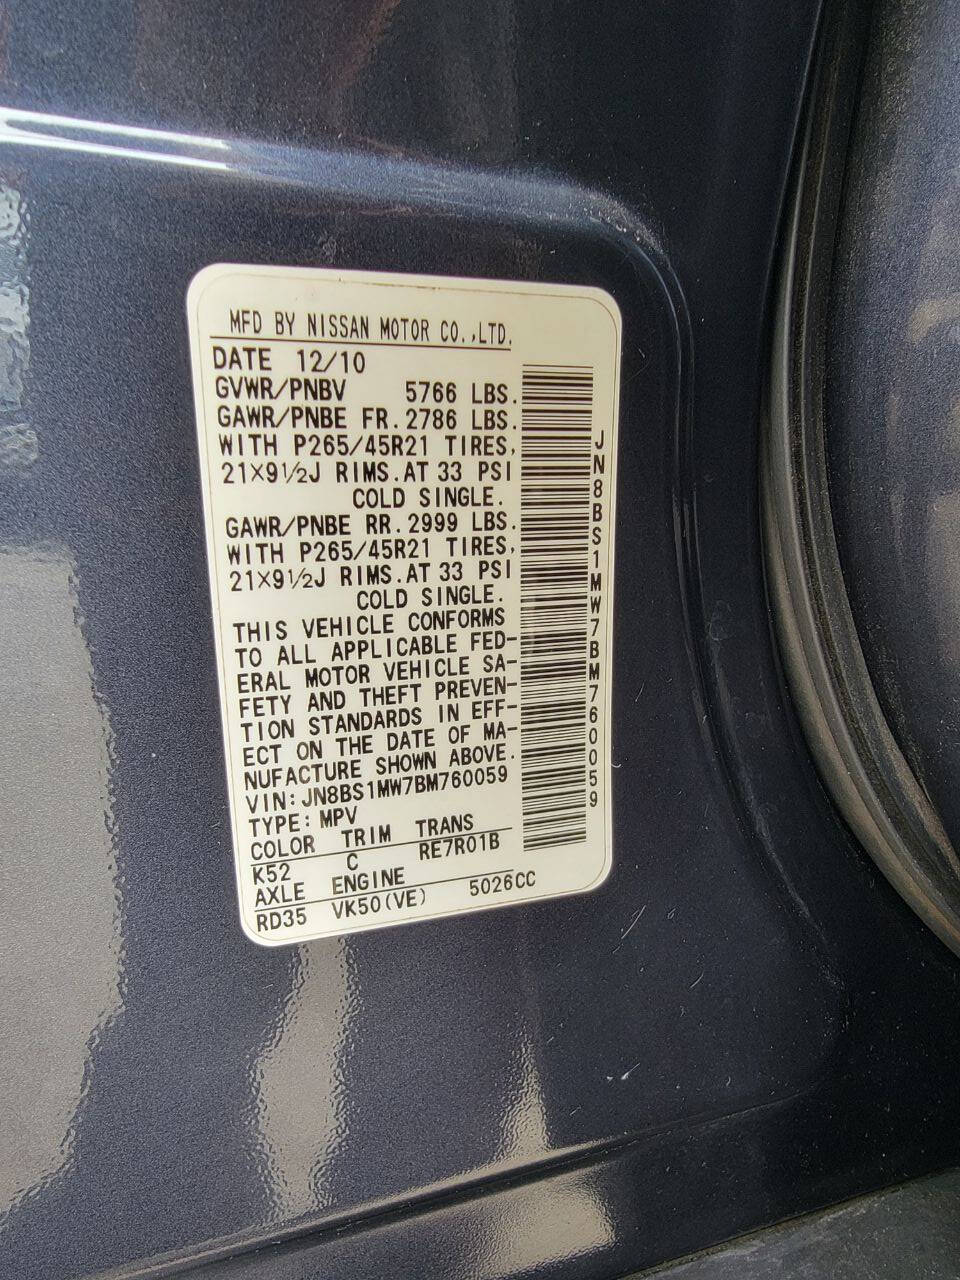 MFD BY NISSAN MOTOR CO.,LTD.
DATE 12/10
GVWR/PNBV 5766 LBS.
GAWR/PNBE FR.2786 LBS.
WITH P265/45R21 TIRES,
21X9½J RIMS.AT 33 PSI
COLD SINGLE.
GAWR/PNBE RR.2999 LBS.
WITH P265/45R21 TIRES,
21X9½J RIMS.AT 33 PSI
COLD SINGLE.
THIS VEHICLE CONFORMS
TO ALL APPLICABLE FED-
ERAL MOTOR VEHICLE SA-
FETY AND THEFT PREVEN-
TION STANDARDS IN EFF-
ECT ON THE DATE OF MA-
NUFACTURE SHOWN ABOVE.
VIN:JN8BS1MW7BM760059
TYPE:MPV
COLOR TRIM TRANS
K52 C RE7R01B
AXLE ENGINE
RD35 VK50(VE) 5026CC
JN8BS1MW7BM760059